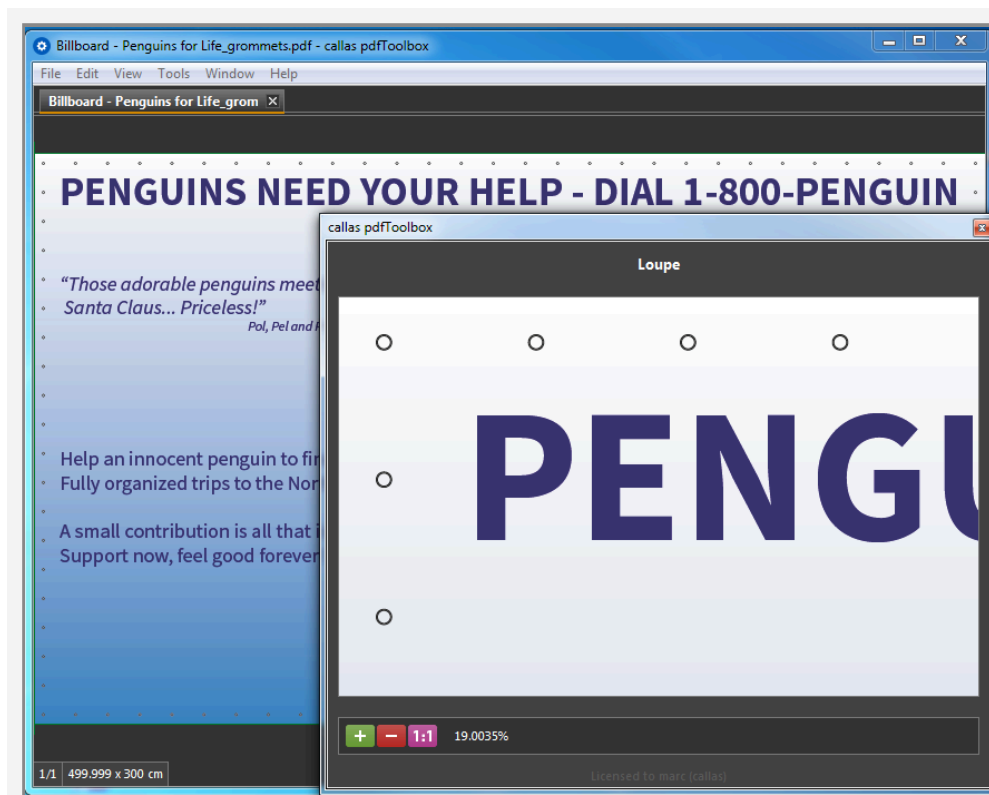 Billboard - Penguins for Life_grommets.pdf - callas pdfToolbox
File Edit View Tools Window Help
Billboard - Penguins for Life_grom
PENGUINS NEED YOUR HELP - DIAL 1-800-PENGUIN
callas pdfToolbox
Loupe
“Those adorable penguins meet
Santa Claus... Priceless!”
Pol, Pel and
PENGU
Help an innocent penguin to fi
Fully organized trips to the Nor
A small contribution is all that i
Support now, feel good forever
1:1 19.0035%
1/1 499.999 x 300 cm
Licensed to marc (callas)